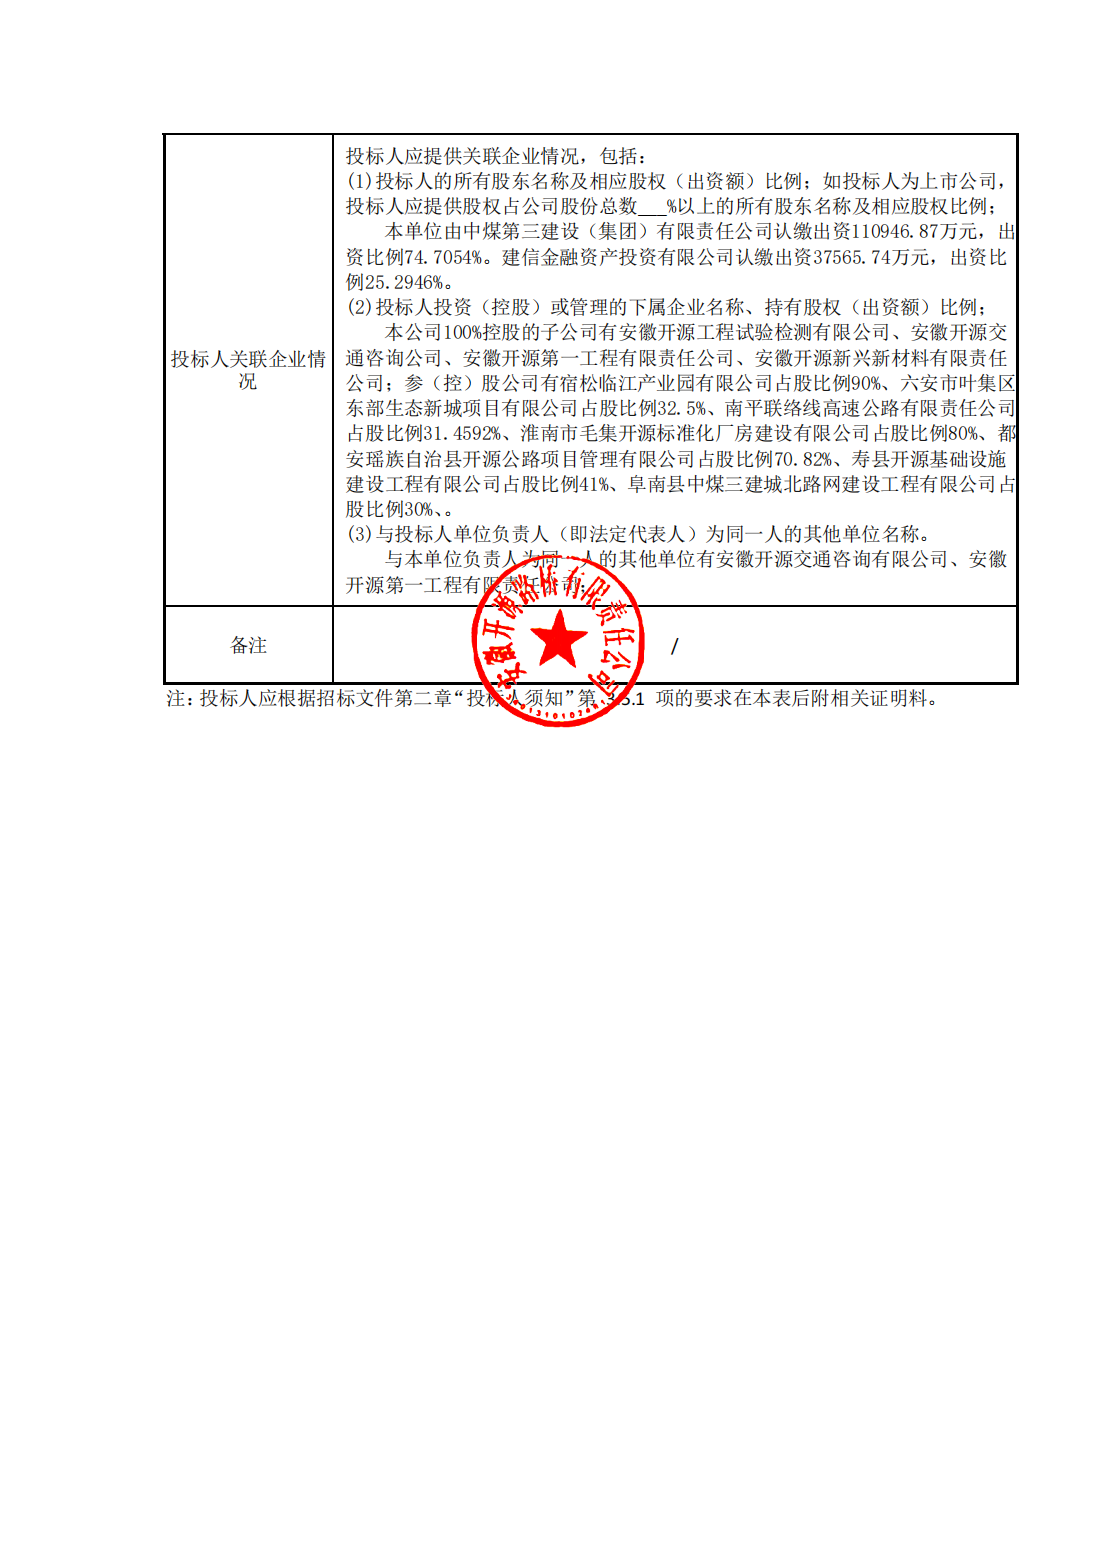 投标人关联企业情
况
投标人应提供关联企业情况，包括：
(1)投标人的所有股东名称及相应股权（出资额）比例；如投标人为上市公司，
投标人应提供股权占公司股份总数___%以上的所有股东名称及相应股权比例；
本单位由中煤第三建设（集团）有限责任公司认缴出资110946.87万元，出
资比例74.7054%。建信金融资产投资有限公司认缴出资37565.74万元，出资比
例25.2946%。
(2)投标人投资（控股）或管理的下属企业名称、持有股权（出资额）比例；
本公司100%控股的子公司有安徽开源工程试验检测有限公司、安徽开源交
通咨询公司、安徽开源第一工程有限责任公司、安徽开源新兴新材料有限责任
公司；参（控）股公司有宿松临江产业园有限公司占股比例90%、六安市叶集区
东部生态新城项目有限公司占股比例32.5%、南平联络线高速公路有限责任公司
占股比例31.4592%、淮南市毛集开源标准化厂房建设有限公司占股比例80%、都
安瑶族自治县开源公路项目管理有限公司占股比例70.82%、寿县开源基础设施
建设工程有限公司占股比例41%、阜南县中煤三建城北路网建设工程有限公司占
股比例30%、。
(3)与投标人单位负责人（即法定代表人）为同一人的其他单位名称。
与本单位负责人为同一人的其他单位有安徽开源交通咨询有限公司、安徽
开源第一工程有限责任公司；
安徽开源路桥有限责任公司
备注
/
注：投标人应根据招标文件第二章“投标人须知”第 3.5.1 项的要求在本表后附相关证明料。